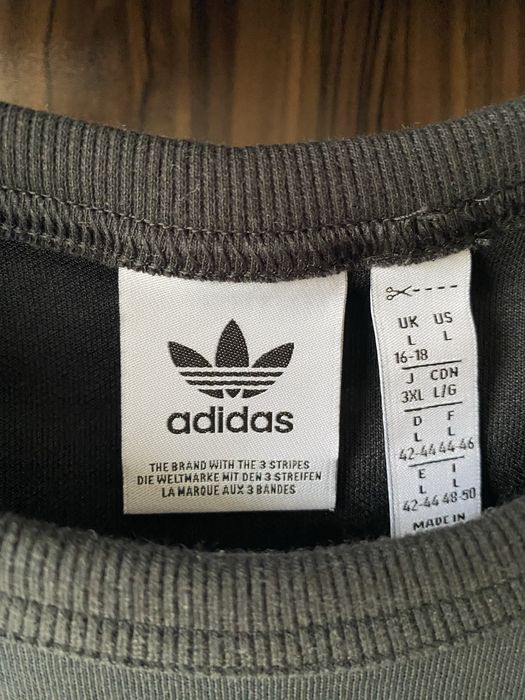 adidas
THE BRAND WITH THE 3 STRIPES
DIE WELTMARKE MIT DEN 3 STREIFEN
LA MARQUE AUX 3 BANDES
UK US
L L
16-18
J CDN
3XL L/G
D F
L L
42-44 44-46
E I
L L
42-44 48-50
MADE IN